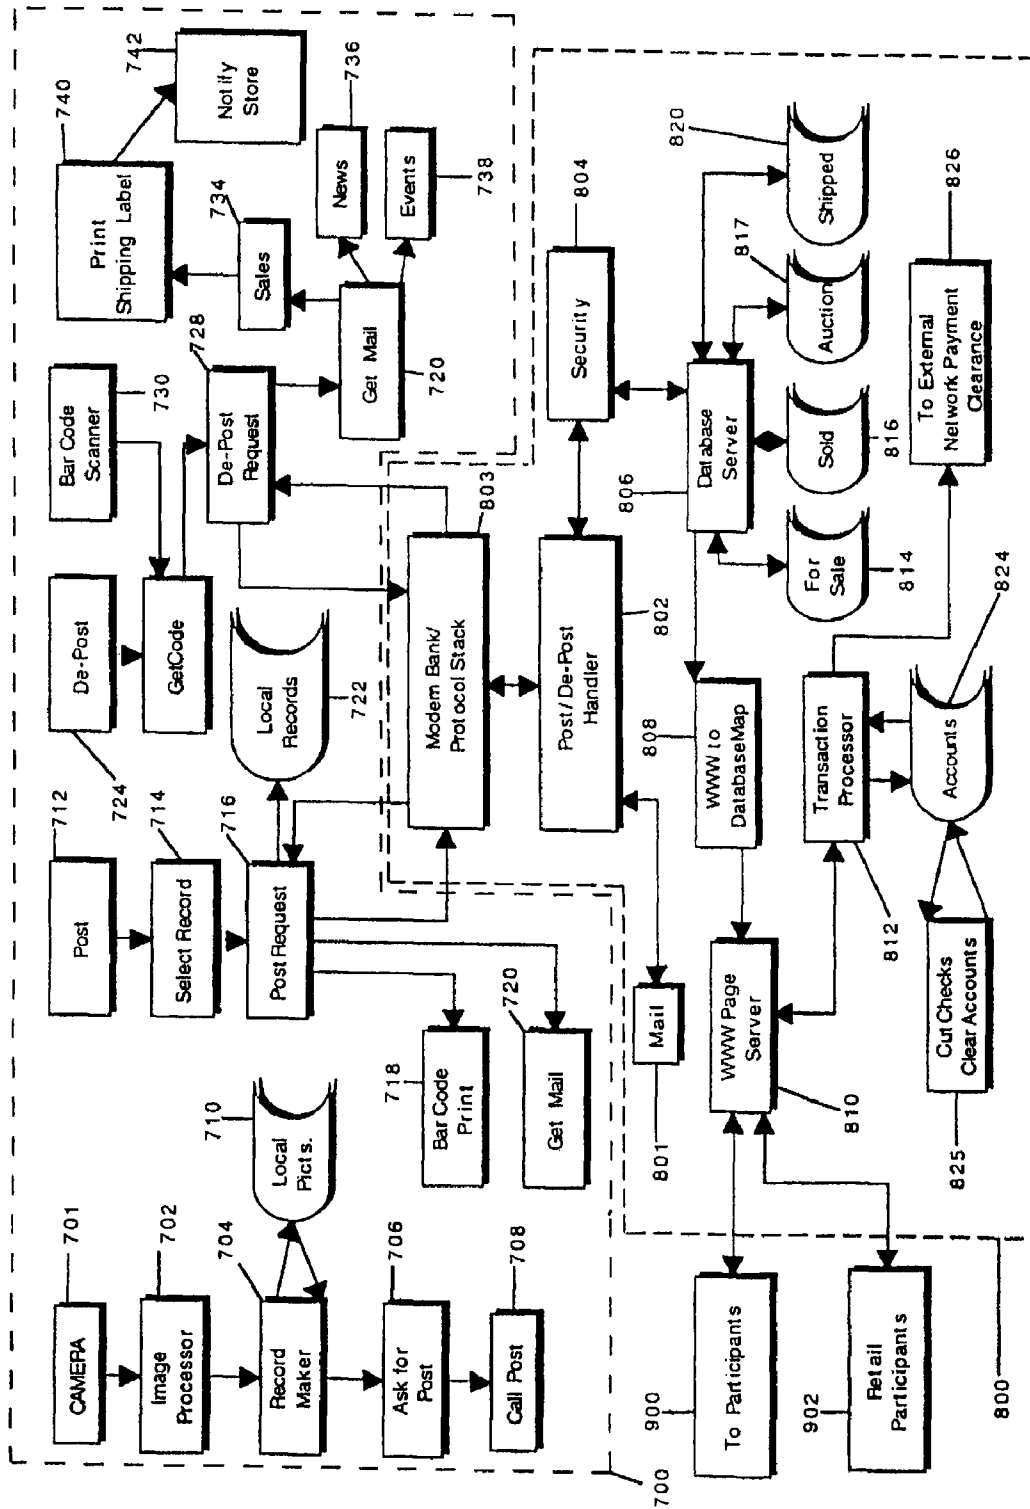 700
CAMERA
701
Image
Processor
702
Record
Maker
704
Local
Picts.
710
Ask for
Post
706
Call Post
708
Post
712
Select Record
714
Post Request
716
Local
Records
722
Bar Code
Print
718
Get Mail
720
De-Post
724
GetCode
Bar Code
Scanner
730
De-Post
Request
728
Get Mail
720
Sales
734
Print
Shipping Label
740
Notify
Store
742
News
736
Events
738
Modem Bank/
Protocol Stack
803
Post/De-Post
Handler
802
Security
804
Mail
801
Database
Server
806
WWW to
DatabaseMap
808
WWW Page
Server
810
For
Sale
814
Sold
816
Auction
817
Shipped
820
Transaction
Processor
812
Accounts
824
Cut Checks
Clear Accounts
825
To External
Network Payment
Clearance
826
To Participants
900
Retail
Participants
902
800